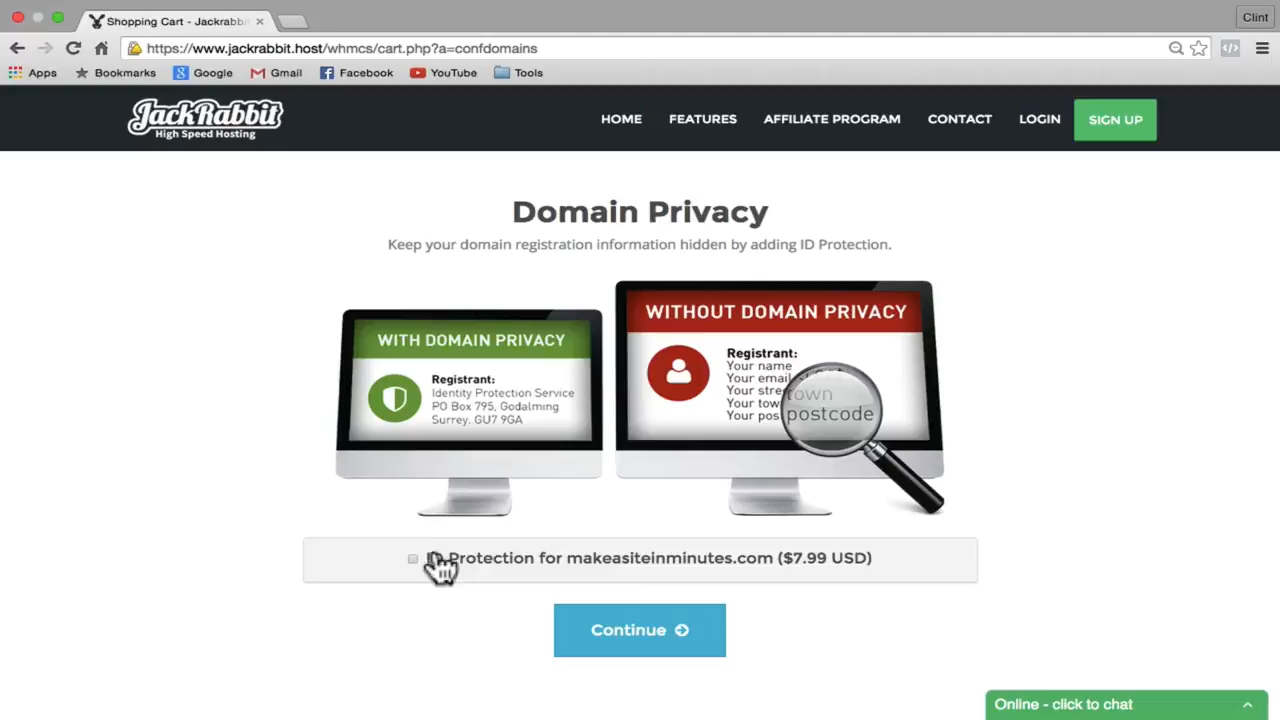 Shopping Cart - Jackrabbi
Clint
https://www.jackrabbit.host/whmcs/cart.php?a=confdomains
Apps Bookmarks Google Gmail Facebook YouTube Tools
JackRabbit
High Speed Hosting
HOME FEATURES AFFILIATE PROGRAM CONTACT LOGIN SIGN UP
Domain Privacy
Keep your domain registration information hidden by adding ID Protection.
WITH DOMAIN PRIVACY
Registrant:
Identity Protection Service
PO Box 795, Godalming
Surrey. GU7 9GA
WITHOUT DOMAIN PRIVACY
Registrant:
Your name
Your email
Your stre
Your tow town
Your pos postcode
ID Protection for makeasiteinminutes.com ($7.99 USD)
Continue
Online - click to chat